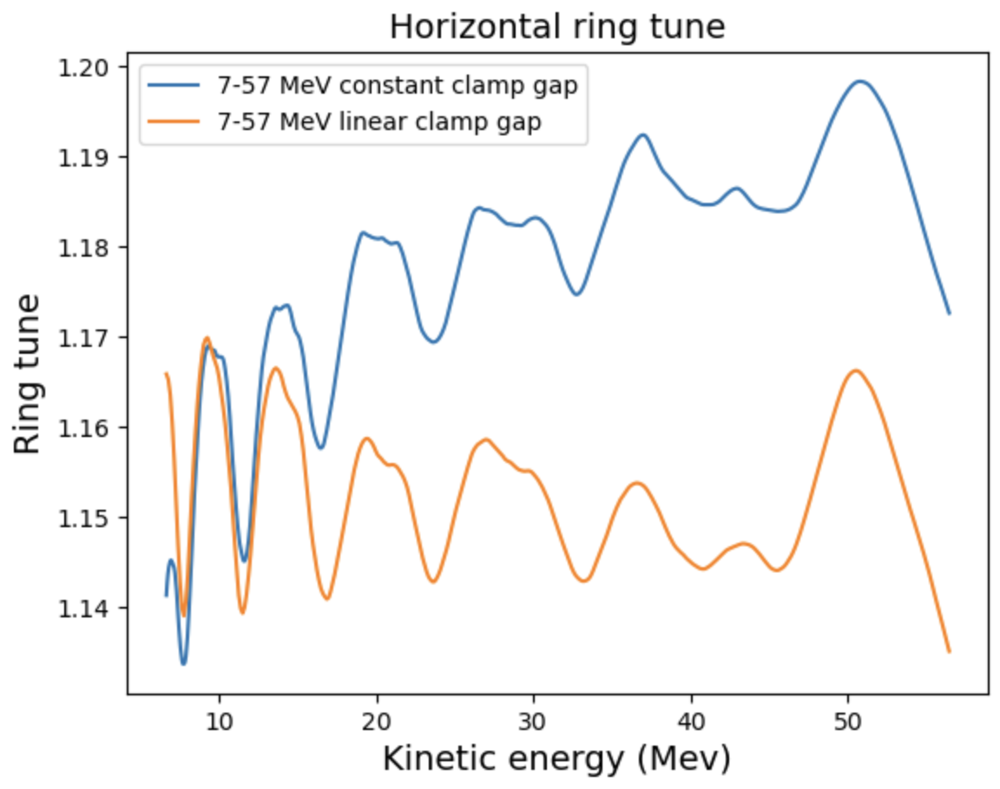 Horizontal ring tune
7-57 MeV constant clamp gap
7-57 MeV linear clamp gap
1.20
1.19
1.18
1.17
1.16
1.15
1.14
Ring tune
10 20 30 40 50
Kinetic energy (Mev)